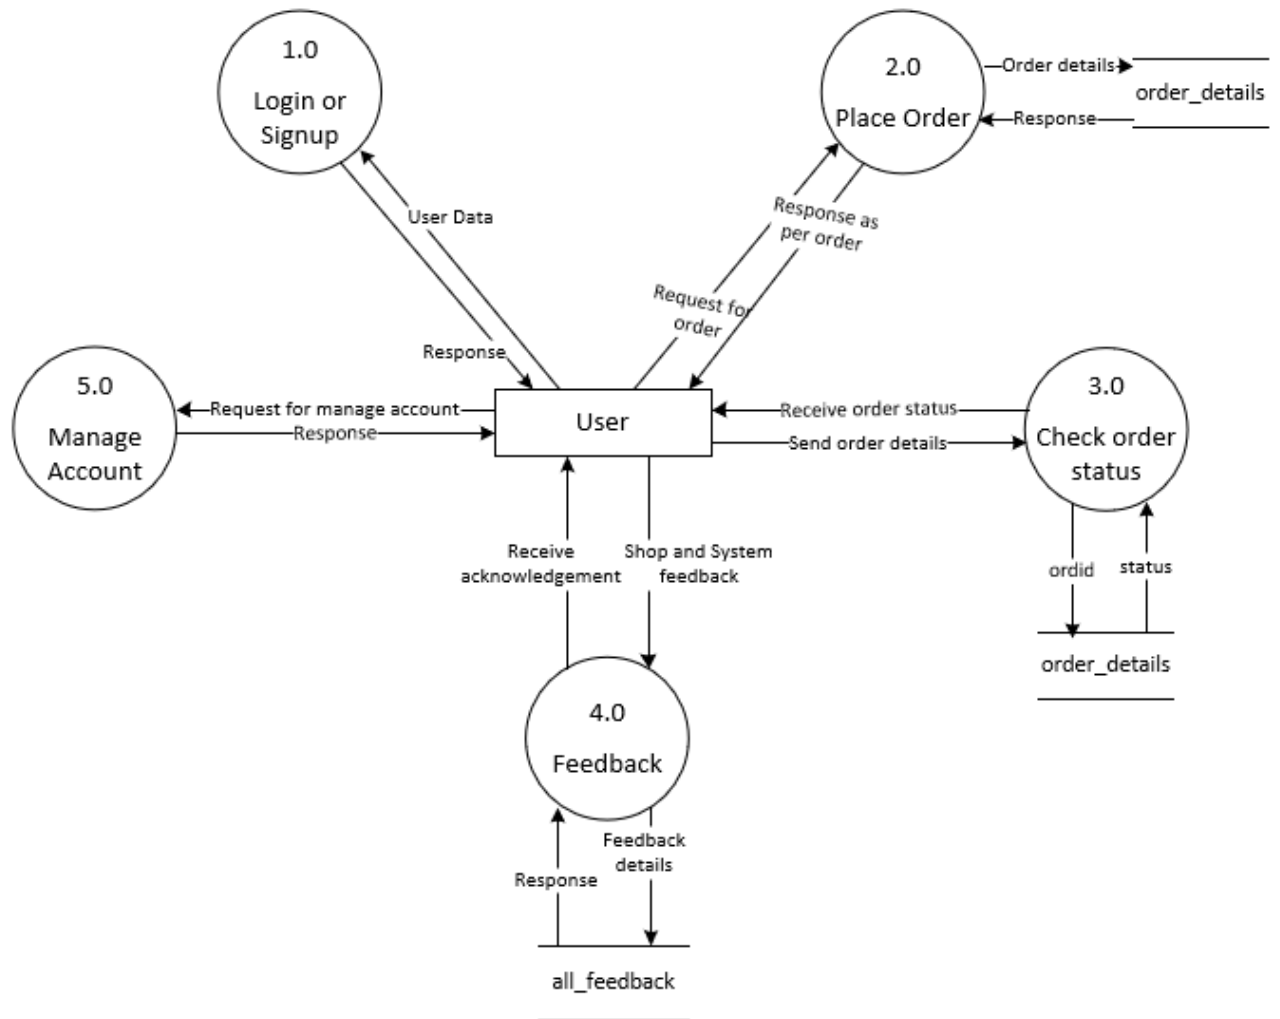 1.0
Login or
Signup
2.0
Place Order
Order details
order_details
Response
User Data
Response as
per order
Request for
order
Response
5.0
Manage
Account
Request for manage account
Response
User
Receive order status
Send order details
3.0
Check order
status
Receive
acknowledgement
Shop and System
feedback
ordid
status
order_details
4.0
Feedback
Feedback
details
Response
all_feedback